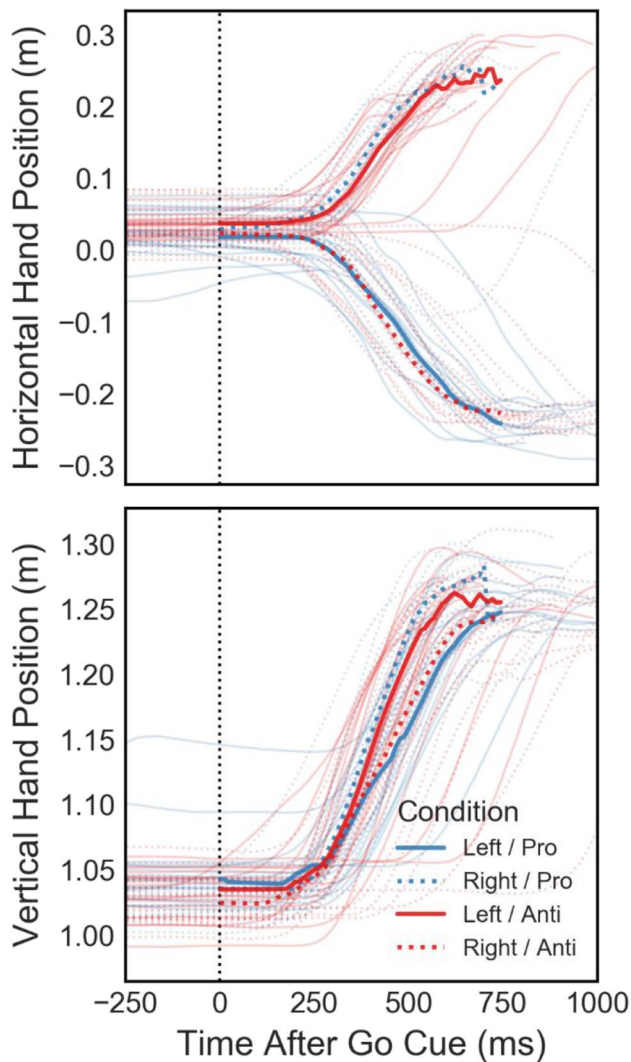 Horizontal Hand Position (m)
0.3
0.2
0.1
0.0
−0.1
−0.2
−0.3
Vertical Hand Position (m)
1.30
1.25
1.20
1.15
1.10
1.05
1.00
Condition
Left / Pro
Right / Pro
Left / Anti
Right / Anti
−250 0 250 500 750 1000
Time After Go Cue (ms)